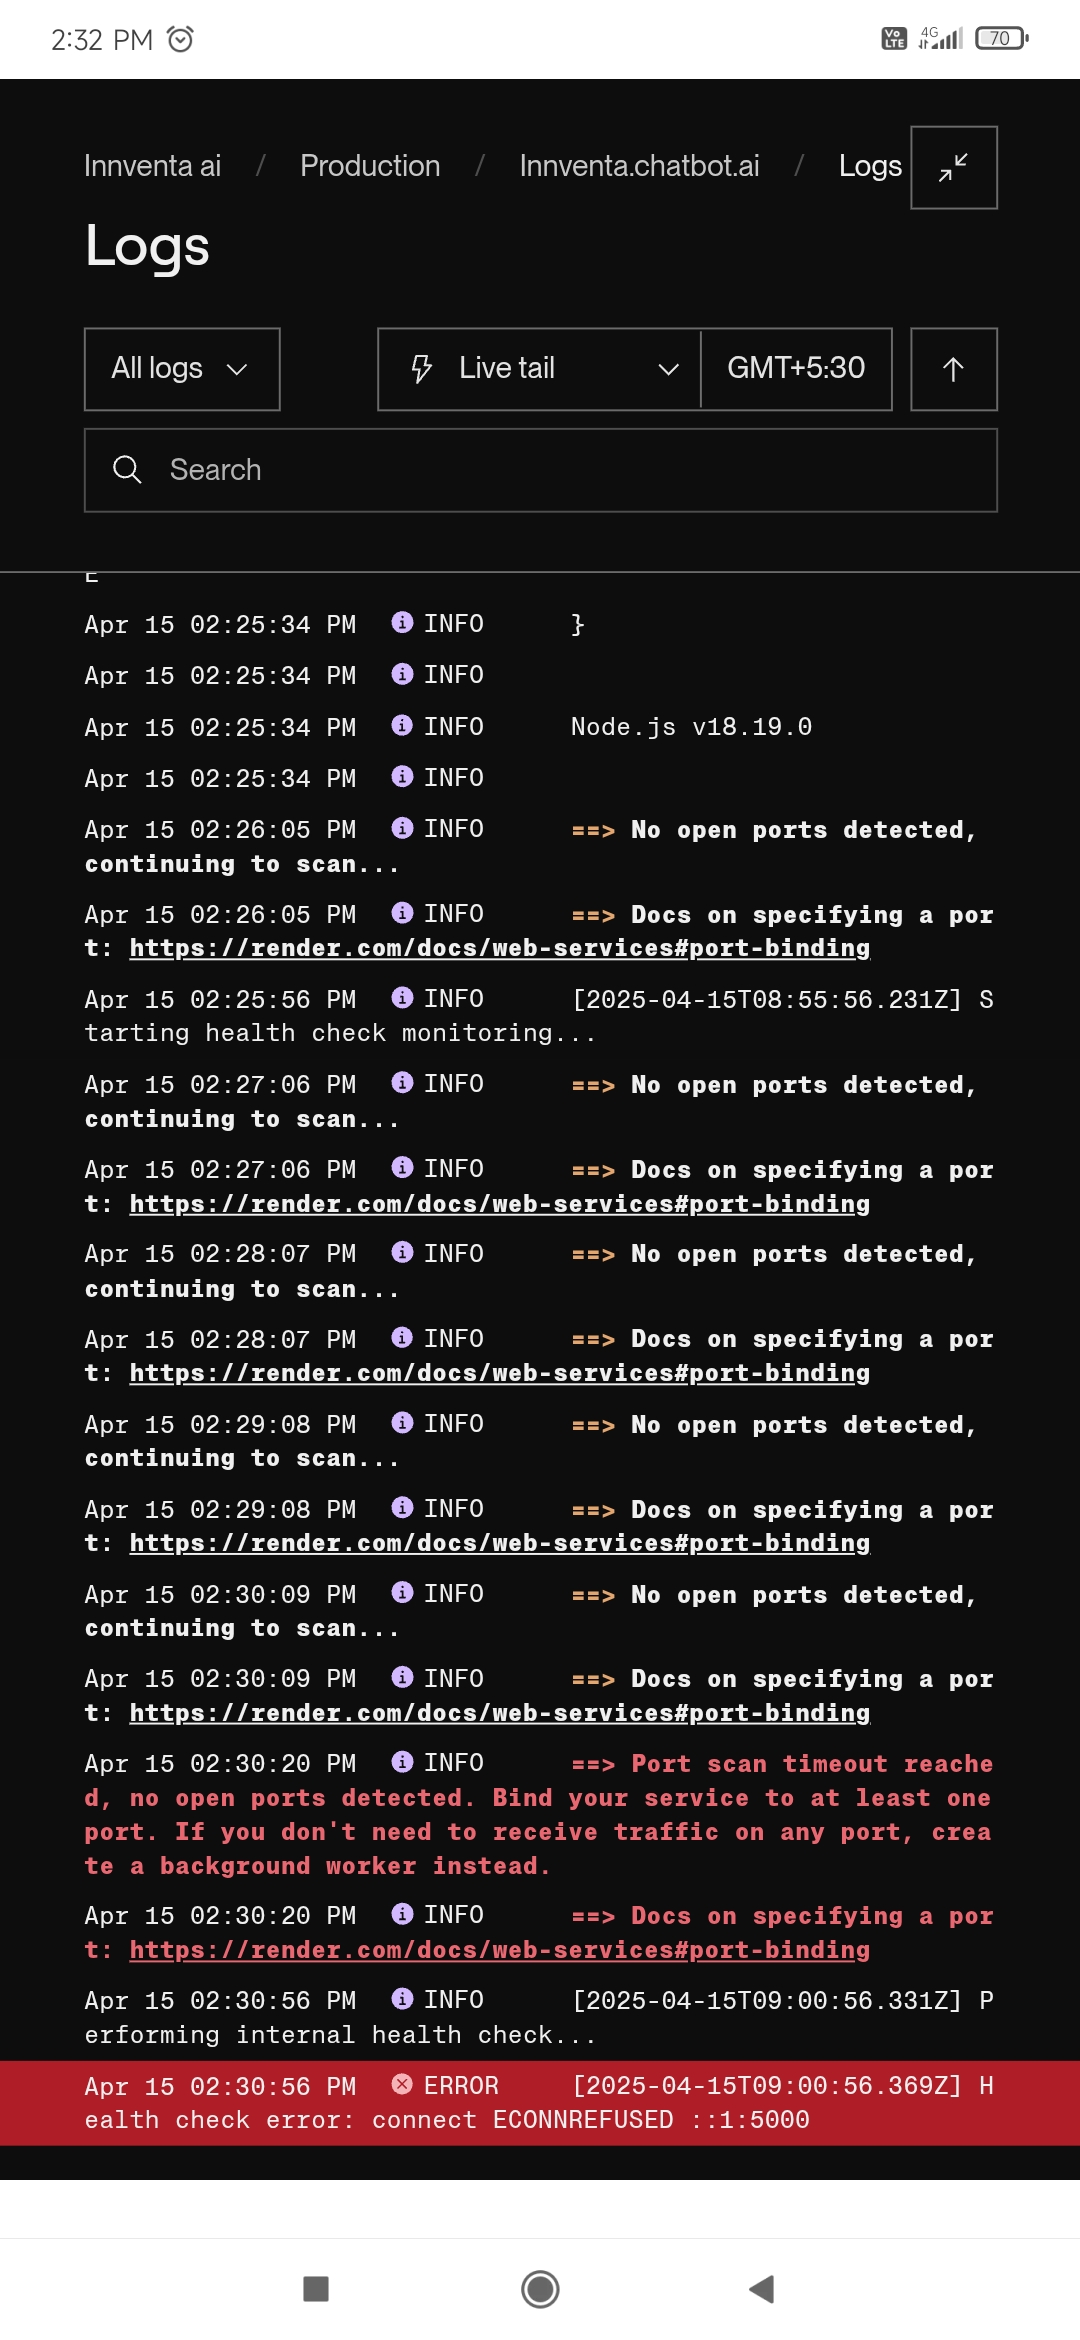 2:32 PM
Vo LTE 4G 70
Innventa ai / Production / Innventa.chatbot.ai / Logs
Logs
All logs
Live tail
GMT+5:30
Search
E
Apr 15 02:25:34 PM INFO }
Apr 15 02:25:34 PM INFO
Apr 15 02:25:34 PM INFO Node.js v18.19.0
Apr 15 02:25:34 PM INFO
Apr 15 02:26:05 PM INFO ==> No open ports detected,
continuing to scan...
Apr 15 02:26:05 PM INFO ==> Docs on specifying a por
t: https://render.com/docs/web-services#port-binding
Apr 15 02:25:56 PM INFO [2025-04-15T08:55:56.231Z] S
tarting health check monitoring...
Apr 15 02:27:06 PM INFO ==> No open ports detected,
continuing to scan...
Apr 15 02:27:06 PM INFO ==> Docs on specifying a por
t: https://render.com/docs/web-services#port-binding
Apr 15 02:28:07 PM INFO ==> No open ports detected,
continuing to scan...
Apr 15 02:28:07 PM INFO ==> Docs on specifying a por
t: https://render.com/docs/web-services#port-binding
Apr 15 02:29:08 PM INFO ==> No open ports detected,
continuing to scan...
Apr 15 02:29:08 PM INFO ==> Docs on specifying a por
t: https://render.com/docs/web-services#port-binding
Apr 15 02:30:09 PM INFO ==> No open ports detected,
continuing to scan...
Apr 15 02:30:09 PM INFO ==> Docs on specifying a por
t: https://render.com/docs/web-services#port-binding
Apr 15 02:30:20 PM INFO ==> Port scan timeout reache
d, no open ports detected. Bind your service to at least one
port. If you don't need to receive traffic on any port, crea
te a background worker instead.
Apr 15 02:30:20 PM INFO ==> Docs on specifying a por
t: https://render.com/docs/web-services#port-binding
Apr 15 02:30:56 PM INFO [2025-04-15T09:00:56.331Z] P
erforming internal health check...
Apr 15 02:30:56 PM ERROR [2025-04-15T09:00:56.369Z] H
ealth check error: connect ECONNREFUSED ::1:5000